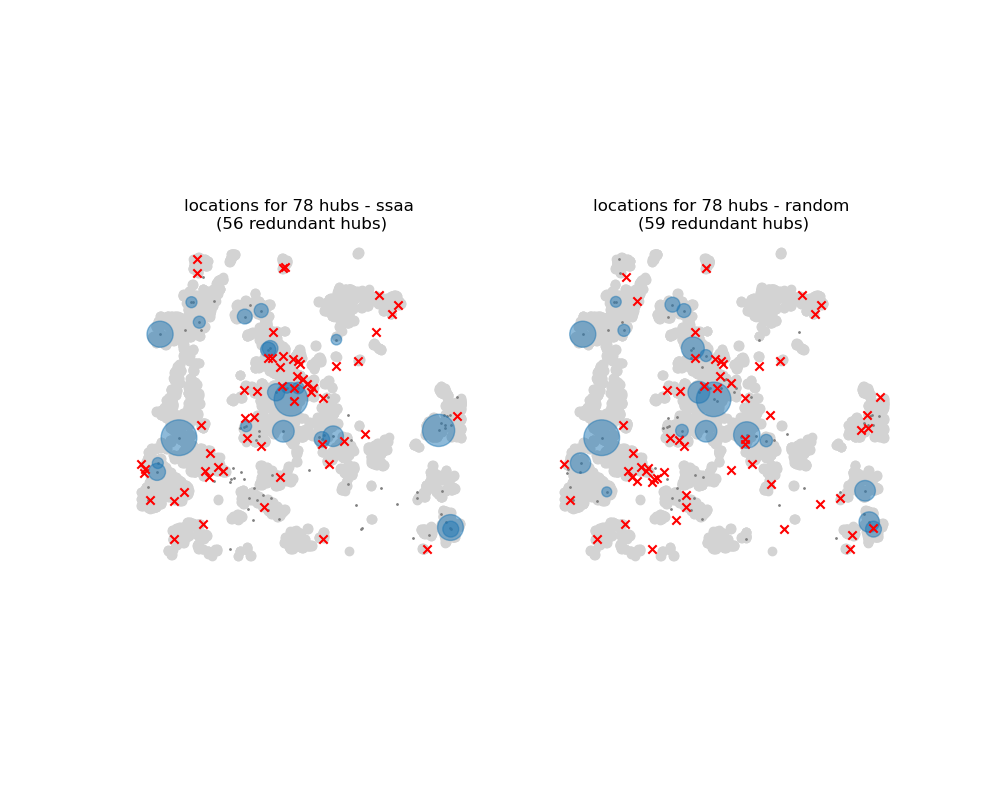 locations for 78 hubs - ssaa
(56 redundant hubs)
locations for 78 hubs - random
(59 redundant hubs)